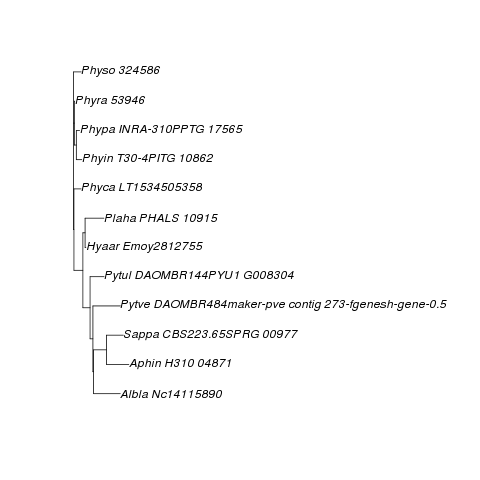 Physo 324586
Phyra 53946
Phypa INRA-310PPTG 17565
Phyin T30-4PITG 10862
Phyca LT1534505358
Plaha PHALS 10915
Hyaar Emoy2812755
Pytul DAOMBR144PYU1 G008304
Pytve DAOMBR484maker-pve contig 273-fgenesh-gene-0.5
Sappa CBS223.65SPRG 00977
Aphin H310 04871
Albla Nc14115890